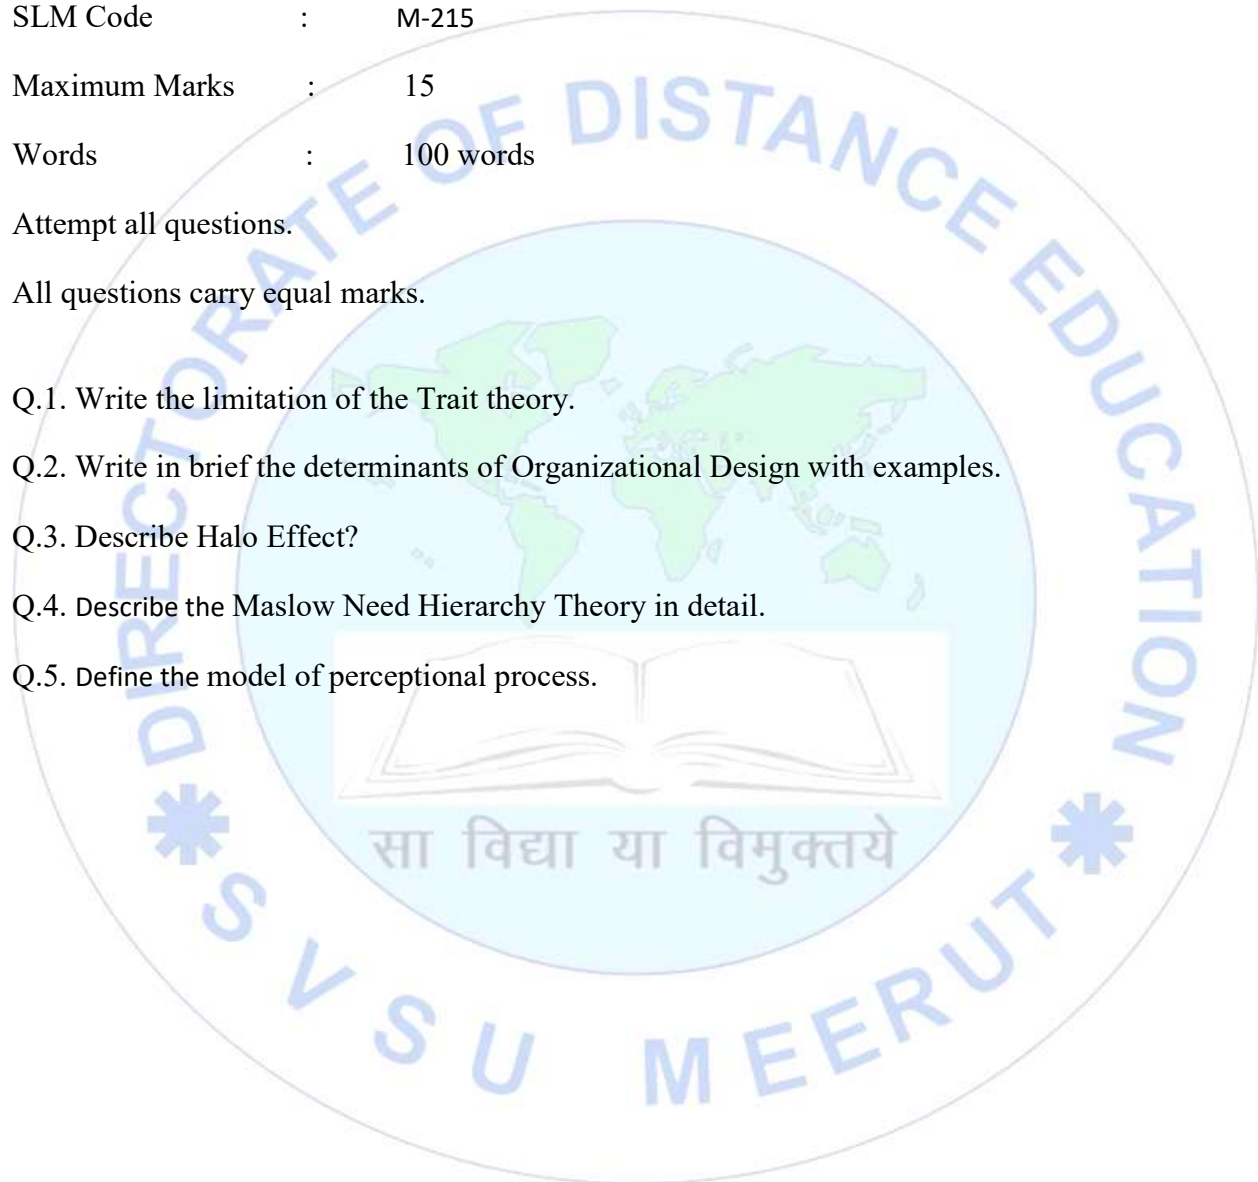 SLM Code : M-215
Maximum Marks : 15
Words : 100 words
Attempt all questions.
All questions carry equal marks.
Q.1. Write the limitation of the Trait theory.
Q.2. Write in brief the determinants of Organizational Design with examples.
Q.3. Describe Halo Effect?
Q.4. Describe the Maslow Need Hierarchy Theory in detail.
Q.5. Define the model of perceptional process.
DIRECTORATE OF DISTANCE EDUCATION
सा विद्या या विमुक्तये
SVSU MEERUT